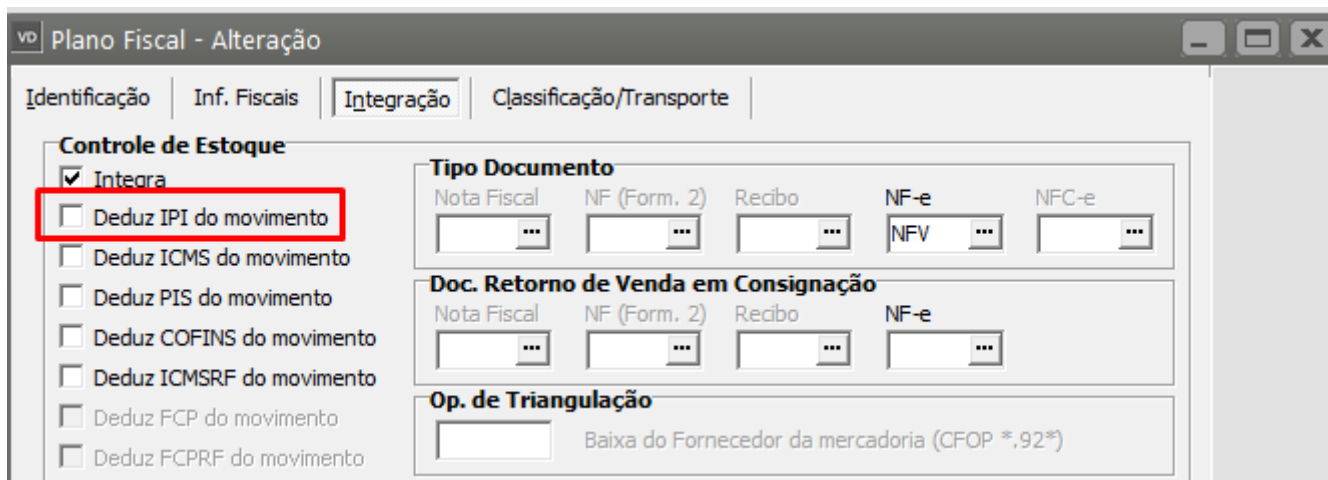 VD Plano Fiscal - Alteração
Identificação Inf. Fiscais Integração Classificação/Transporte
Controle de Estoque
Integra
Deduz IPI do movimento
Deduz ICMS do movimento
Deduz PIS do movimento
Deduz COFINS do movimento
Deduz ICMSRF do movimento
Deduz FCP do movimento
Deduz FCPRF do movimento
Tipo Documento
Nota Fiscal NF (Form. 2) Recibo NF-e NFC-e
... ... ... NFV ... ...
Doc. Retorno de Venda em Consignação
Nota Fiscal NF (Form. 2) Recibo NF-e
... ... ... ...
Op. de Triangulação
Baixa do Fornecedor da mercadoria (CFOP *.92*)